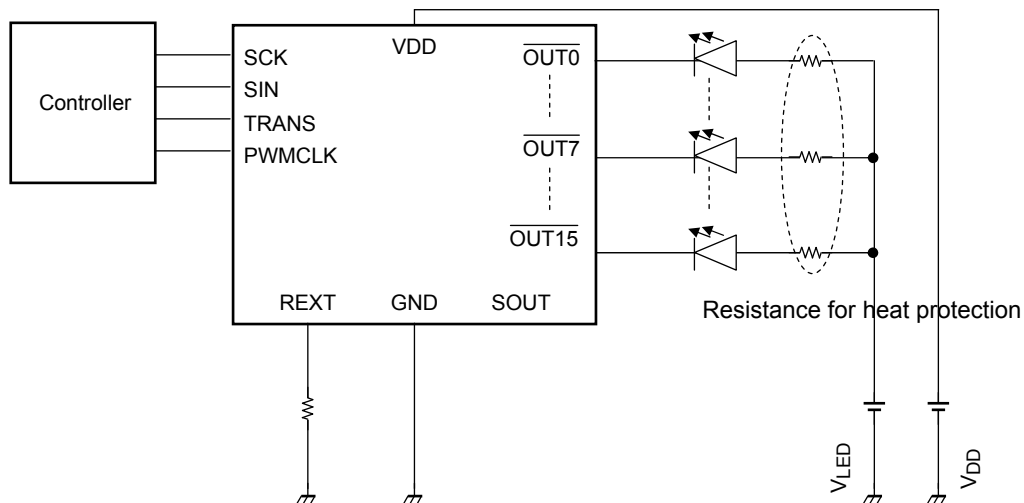 Controller
SCK
SIN
TRANS
PWMCLK
VDD
OUT0
OUT7
OUT15
REXT GND SOUT
Resistance for heat protection
VLED
VDD